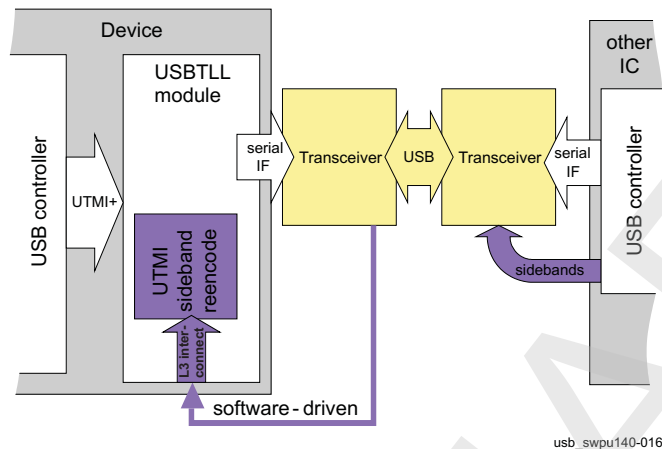 Device
other
IC
USBTLL
module
USB controller
UTMI+
serial
IF
Transceiver
USB
Transceiver
serial
IF
USB controller
UTMI
sideband
reencode
sidebands
L3 inter-
connect
software - driven
usb_swpu140-016